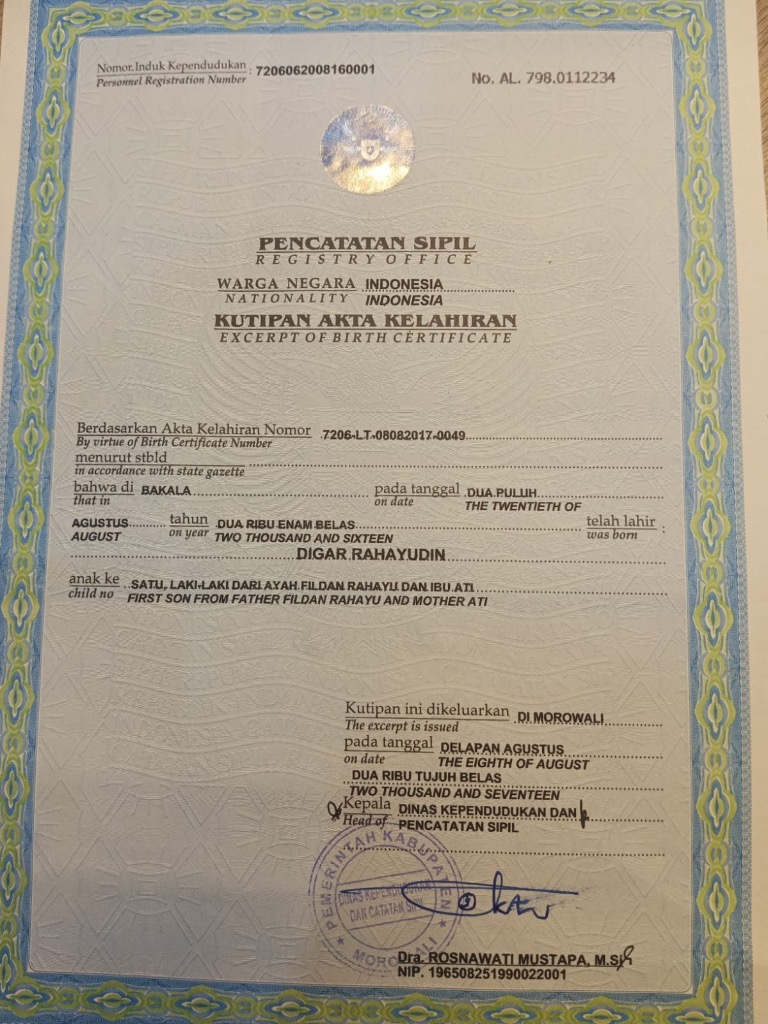 Nomor Induk Kependudukan : 7206062008160001
Personnel Registration Number
No. AL. 798.0112234
PENCATATAN SIPIL
REGISTRY OFFICE
WARGA NEGARA INDONESIA
NATIONALITY INDONESIA
KUTIPAN AKTA KELAHIRAN
EXCERPT OF BIRTH CERTIFICATE
Berdasarkan Akta Kelahiran Nomor 7206-LT-08082017-0049
By virtue of Birth Certificate Number
menurut stbld
in accordance with state gazette
bahwa di BAKALA pada tanggal DUA PULUH
that in on date THE TWENTIETH OF
AGUSTUS tahun DUA RIBU ENAM BELAS telah lahir :
AUGUST on year TWO THOUSAND AND SIXTEEN was born
DIGAR RAHAYUDIN
anak ke SATU, LAKI-LAKI DARI AYAH FILDAN RAHAYU DAN IBU ATI
child no FIRST SON FROM FATHER FILDAN RAHAYU AND MOTHER ATI
Kutipan ini dikeluarkan DI MOROWALI
The excerpt is issued
pada tanggal DELAPAN AGUSTUS
on date THE EIGHTH OF AUGUST
DUA RIBU TUJUH BELAS
TWO THOUSAND AND SEVENTEEN
Kepala DINAS KEPENDUDUKAN DAN
Head of PENCATATAN SIPIL
PEMERINTAH KABUPATEN
DINAS KEPENDUDUKAN
DAN CATATAN SIPIL
MOROWALI
Dra. ROSNAWATI MUSTAPA, M.Si
NIP. 196508251990022001